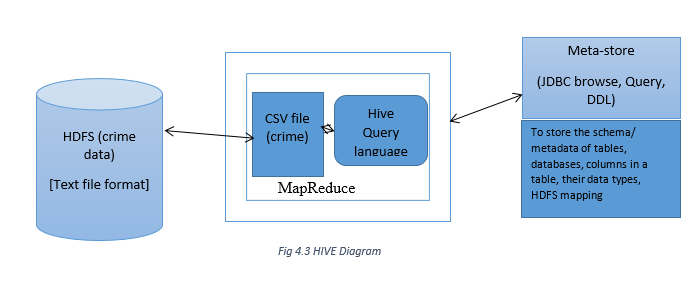 HDFS (crime
data)
[Text file format]
CSV file
(crime)
Hive
Query
language
MapReduce
Meta-store
(JDBC browse, Query,
DDL)
To store the schema/
metadata of tables,
databases, columns in a
table, their data types,
HDFS mapping
Fig 4.3 HIVE Diagram